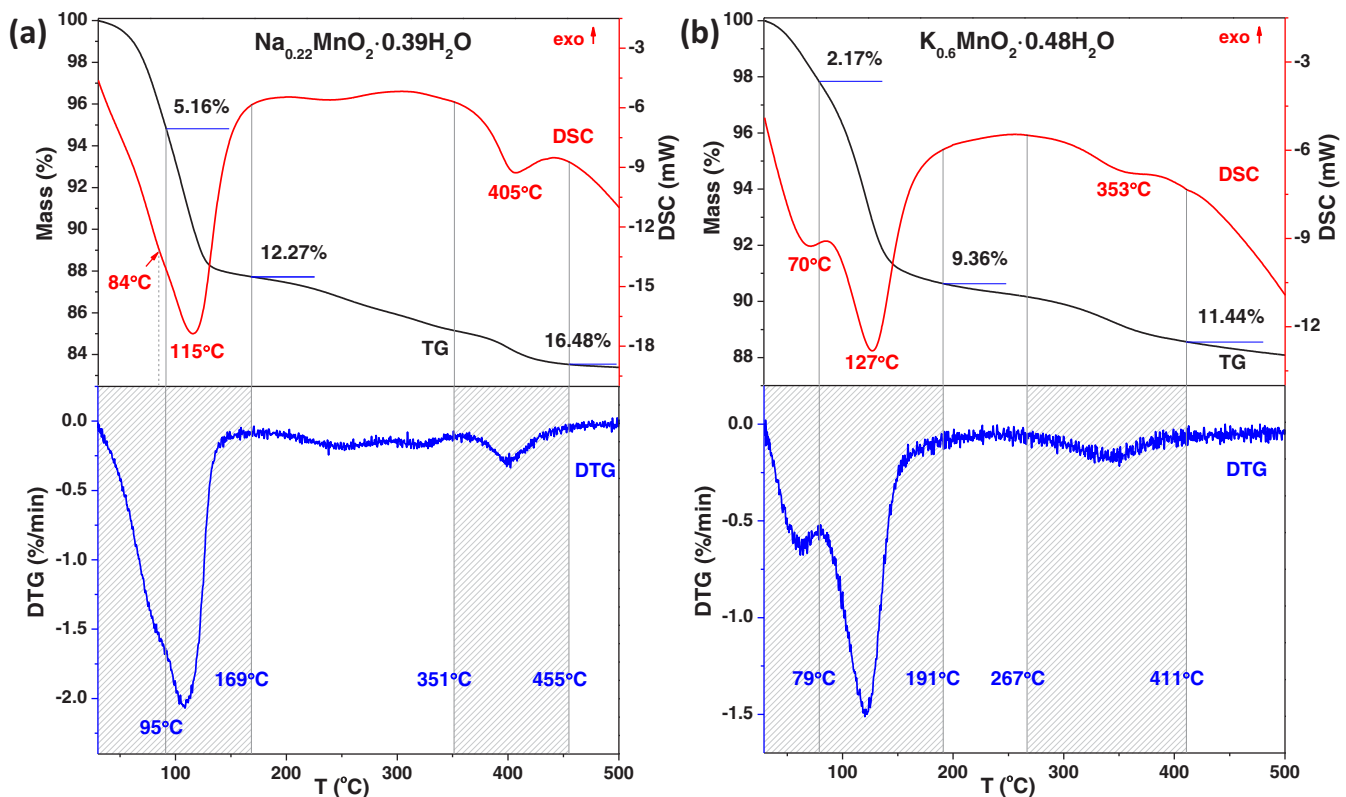 (a)
Na0.22MnO2·0.39H2O
exo ↑
100
98
96
94
92
90
88
86
84
Mass (%)
5.16%
12.27%
16.48%
84°C
115°C
405°C
DSC
TG
-3
-6
-9
-12
-15
-18
DSC (mW)
0.0
-0.5
-1.0
-1.5
-2.0
DTG (%/min)
DTG
95°C
169°C
351°C
455°C
100
200
300
400
500
T (°C)
(b)
K0.6MnO2·0.48H2O
exo ↑
100
98
96
94
92
90
88
Mass (%)
2.17%
9.36%
11.44%
70°C
127°C
353°C
DSC
TG
-3
-6
-9
-12
DSC (mW)
0.0
-0.5
-1.0
-1.5
DTG (%/min)
DTG
79°C
191°C
267°C
411°C
100
200
300
400
500
T (°C)